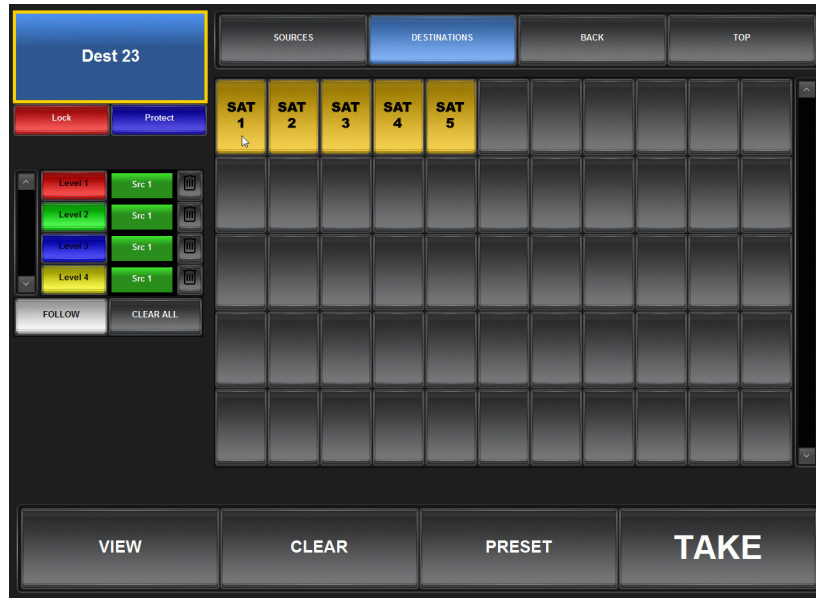 Dest 23
SOURCES
DESTINATIONS
BACK
TOP
Lock
Protect
SAT 1
SAT 2
SAT 3
SAT 4
SAT 5
Level 1
Src 1
Level 2
Src 1
Level 3
Src 1
Level 4
Src 1
FOLLOW
CLEAR ALL
VIEW
CLEAR
PRESET
TAKE